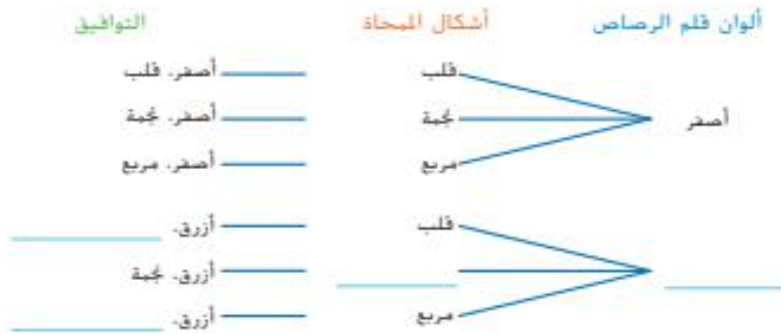 ألوان قلم الرصاص أشكال الممحاة التوافيق
قلب أصفر، قلب
أصفر نجمة أصفر، نجمة
مربع أصفر، مربع
قلب أزرق،
أزرق، نجمة
مربع أزرق،